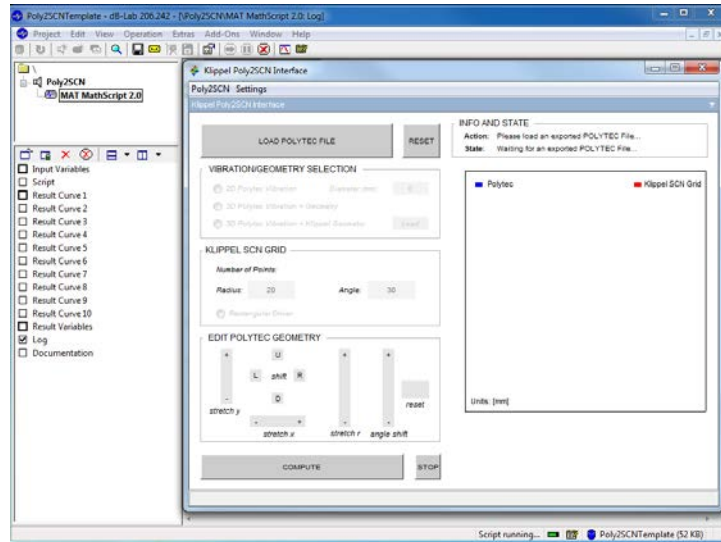 Poly2SCNTemplate - dB-Lab 206.242 - [\Poly2SCN\MAT MathScript 2.0: Log]
Project Edit View Operation Extras Add-Ons Window Help
\
Poly2SCN
MAT MathScript 2.0
Input Variables
Script
Result Curve 1
Result Curve 2
Result Curve 3
Result Curve 4
Result Curve 5
Result Curve 6
Result Curve 7
Result Curve 8
Result Curve 9
Result Curve 10
Result Variables
Log
Documentation
Klippel Poly2SCN Interface
Poly2SCN Settings
Klippel Poly2SCN Interface
LOAD POLYTEC FILE
RESET
VIBRATION/GEOMETRY SELECTION
2D Polytec Vibration Diameter [mm]: 0
2D Polytec Vibration + Geometry
3D Polytec Vibration + Klippel Geometry Load
KLIPPEL SCN GRID
Number of Points:
Radius: 20 Angle: 30
Rectangular Driver
EDIT POLYTEC GEOMETRY
+ U + +
L shift R
- D
stretch y
reset
- + - -
stretch x stretch r angle shift
COMPUTE
STOP
INFO AND STATE
Action: Please load an exported POLYTEC File...
State: Waiting for an exported POLYTEC File...
Polytec Klippel SCN Grid
Units: [mm]
Script running... Poly2SCNTemplate (52 KB)